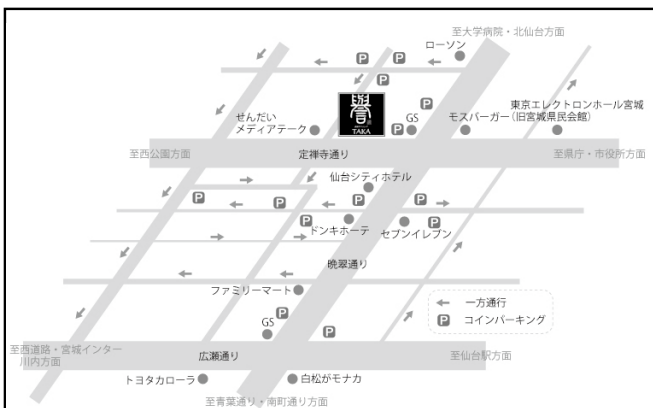 至大学病院・北仙台方面
ローソン
P
P
P
P
譽
TAKA
せんだい
メディアテーク
P
GS
東京エレクトロンホール宮城
モスバーガー(旧宮城県民会館)
至西公園方面
定禅寺通り
至県庁・市役所方面
仙台シティホテル
P
P
P
P
P
P
ドンキホーテ
セブンイレブン
晩翠通り
ファミリーマート
一方通行
P
コインパーキング
P
GS
P
至西道路・宮城インター
川内方面
広瀬通り
至仙台駅方面
トヨタカローラ
白松がモナカ
至青葉通り・南町通り方面